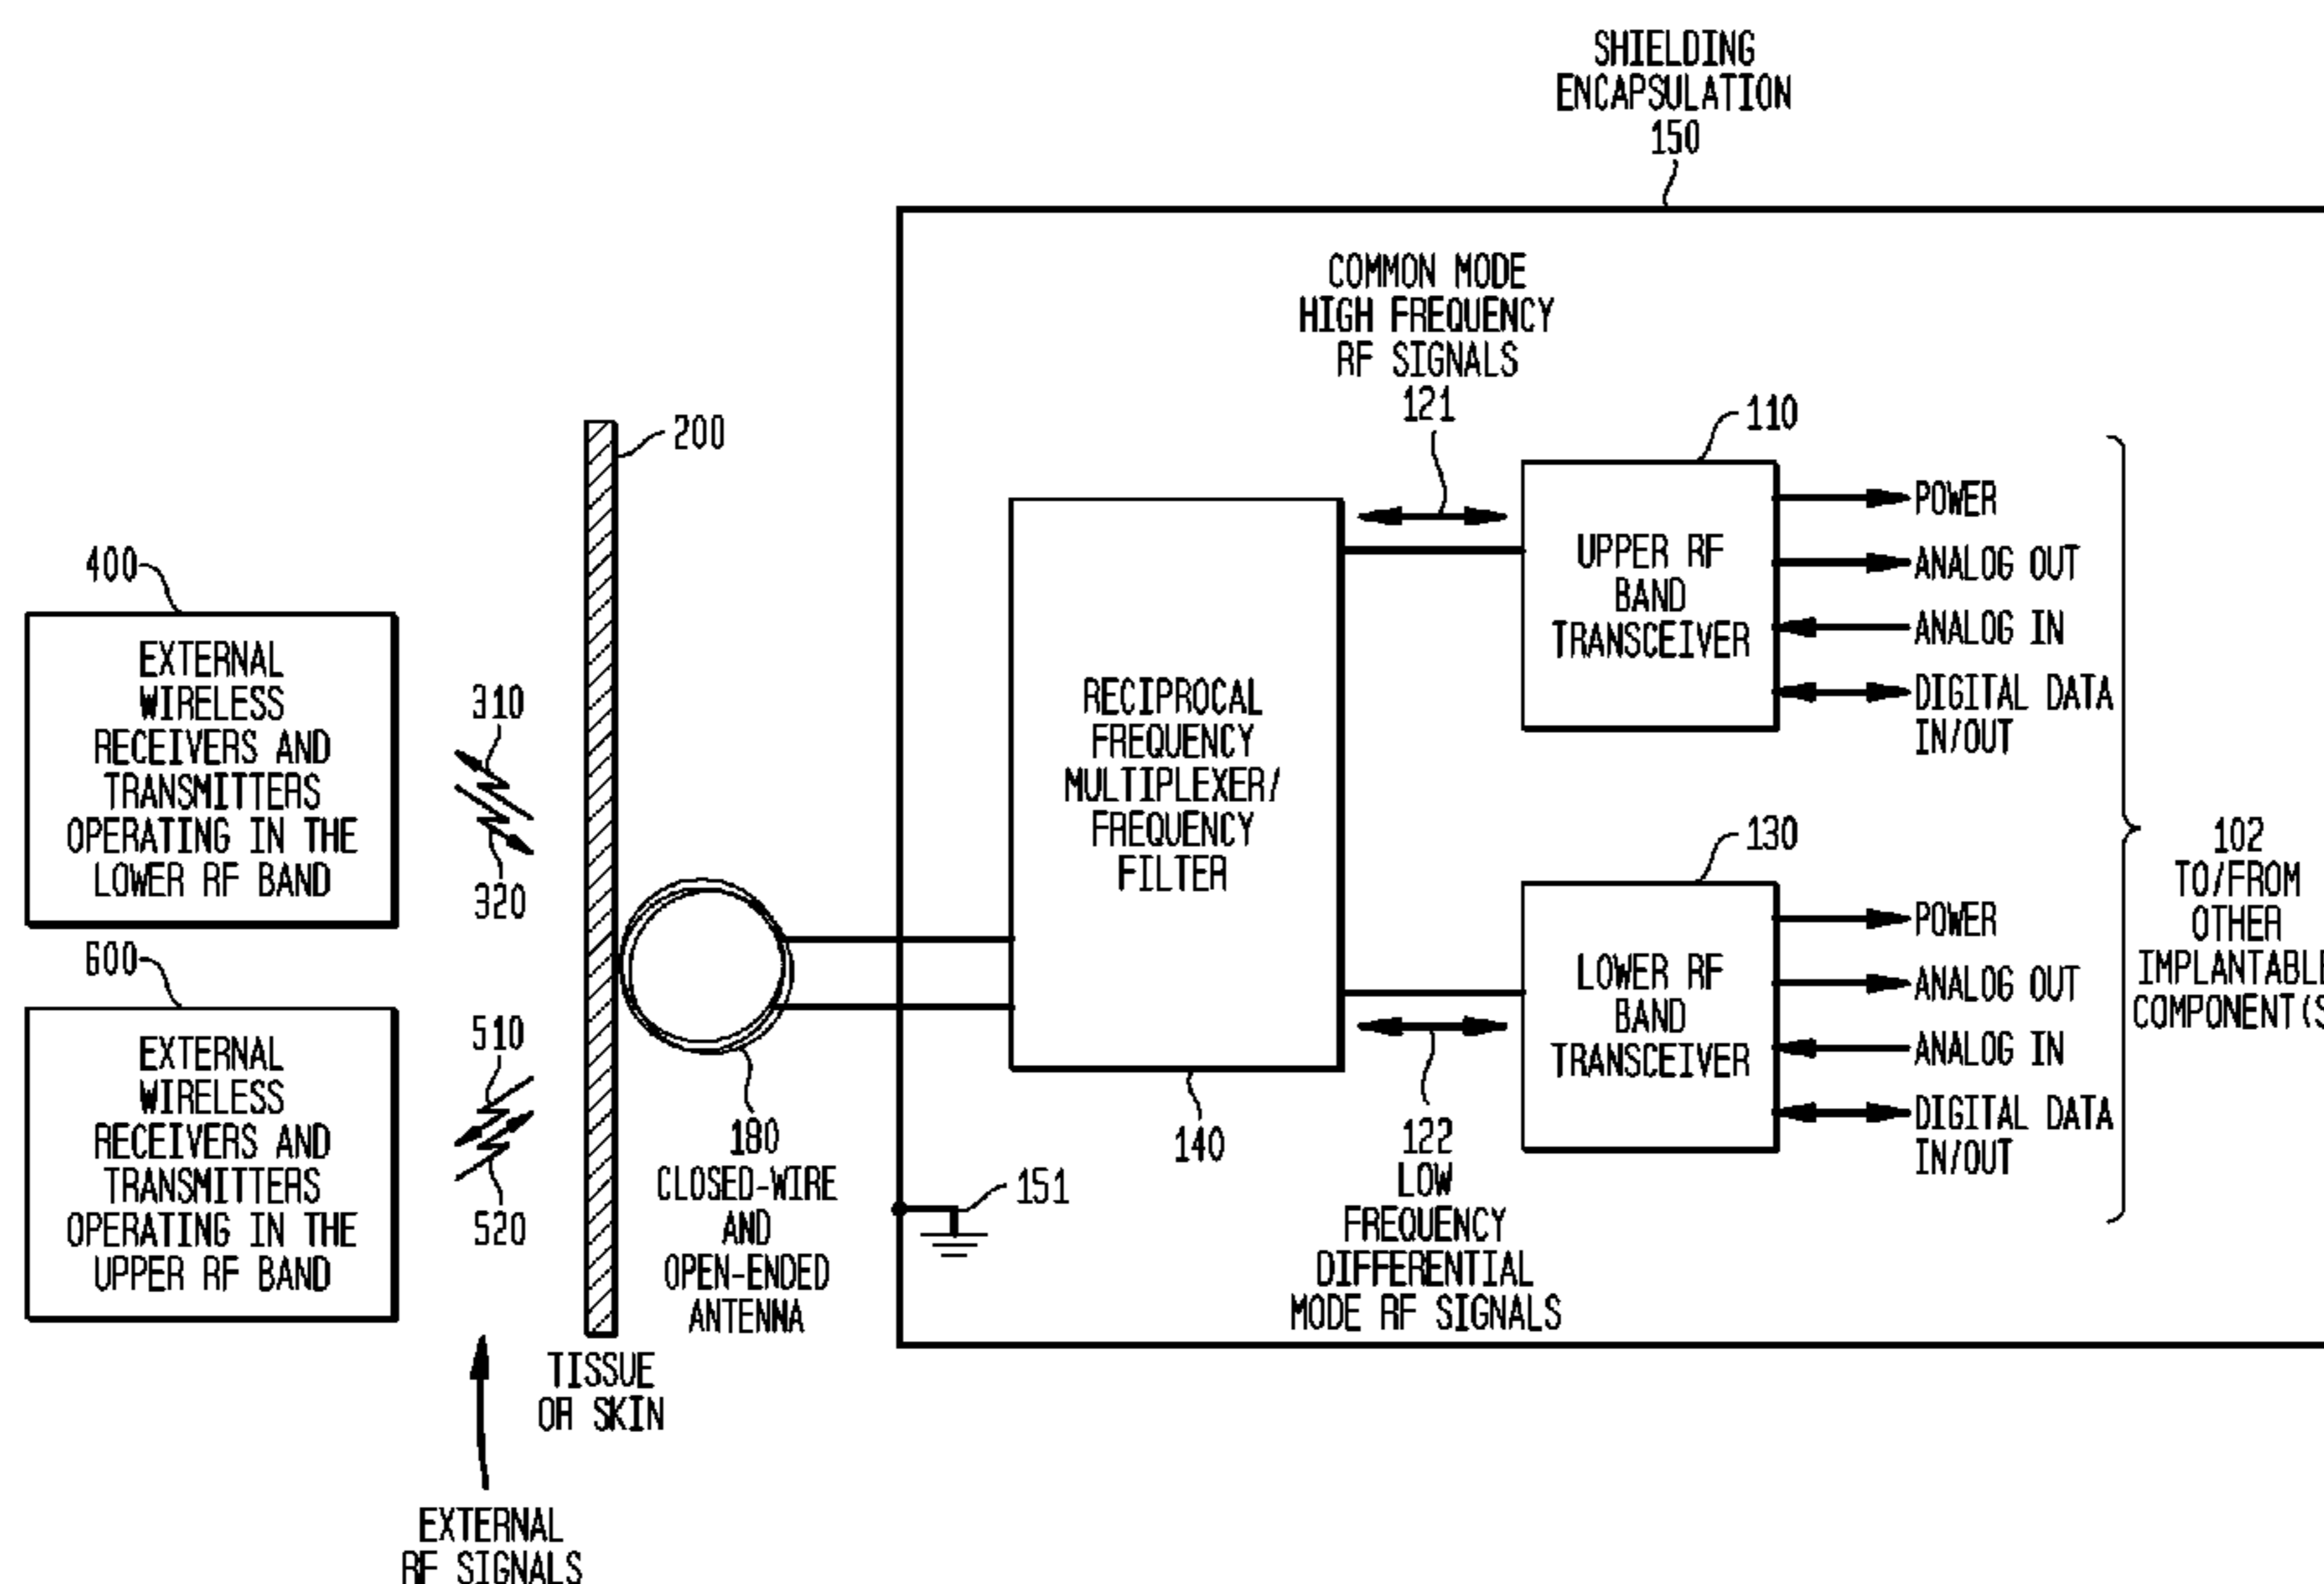 SHIELDING
ENCAPSULATION
150
COMMON MODE
HIGH FREQUENCY
RF SIGNALS
121
110
200
UPPER RF
BAND
TRANSCEIVER
POWER
ANALOG OUT
ANALOG IN
DIGITAL DATA
IN/OUT
400
EXTERNAL
WIRELESS
RECEIVERS AND
TRANSMITTERS
OPERATING IN THE
LOWER RF BAND
310
320
RECIPROCAL
FREQUENCY
MULTIPLEXER/
FREQUENCY
FILTER
140
130
LOWER RF
BAND
TRANSCEIVER
POWER
ANALOG OUT
ANALOG IN
DIGITAL DATA
IN/OUT
102
TO/FROM
OTHER
IMPLANTABLE
COMPONENT(S
600
EXTERNAL
WIRELESS
RECEIVERS AND
TRANSMITTERS
OPERATING IN THE
UPPER RF BAND
510
520
180
CLOSED-WIRE
AND
OPEN-ENDED
ANTENNA
151
122
LOW
FREQUENCY
DIFFERENTIAL
MODE RF SIGNALS
TISSUE
OR SKIN
EXTERNAL
RF SIGNALS